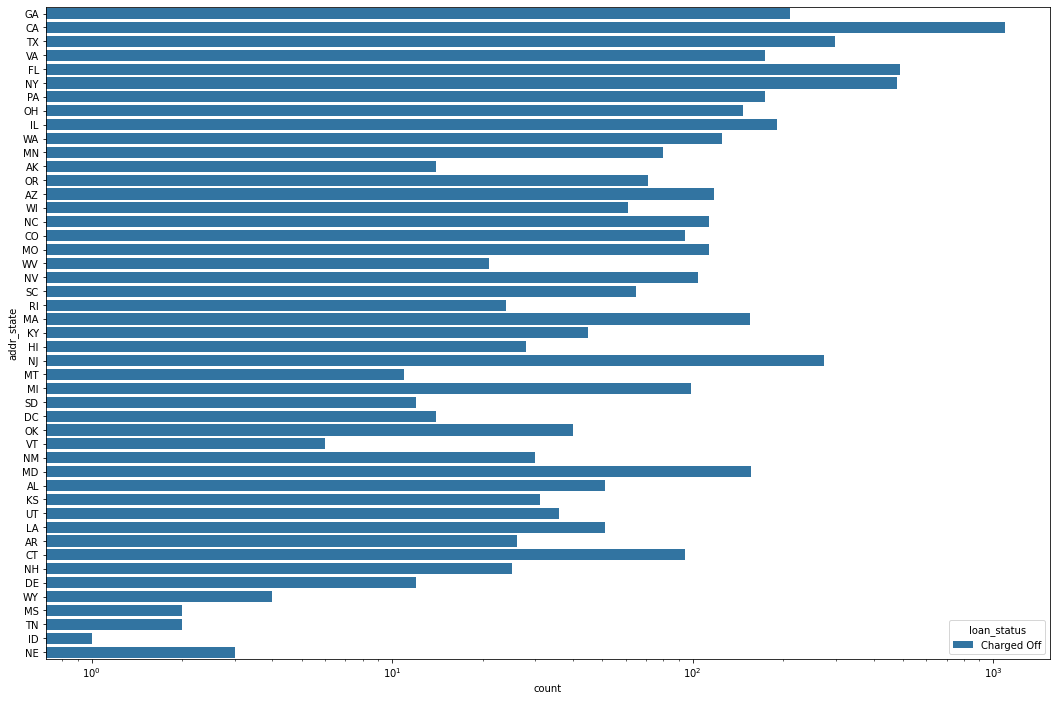 GA
CA
TX
VA
FL
NY
PA
OH
IL
WA
MN
AK
OR
AZ
WI
NC
CO
MO
WV
NV
SC
RI
MA
KY
HI
NJ
MT
MI
SD
DC
OK
VT
NM
MD
AL
KS
UT
LA
AR
CT
NH
DE
WY
MS
TN
ID
NE
addr_state
loan_status
Charged Off
10⁰ 10¹ 10² 10³
count